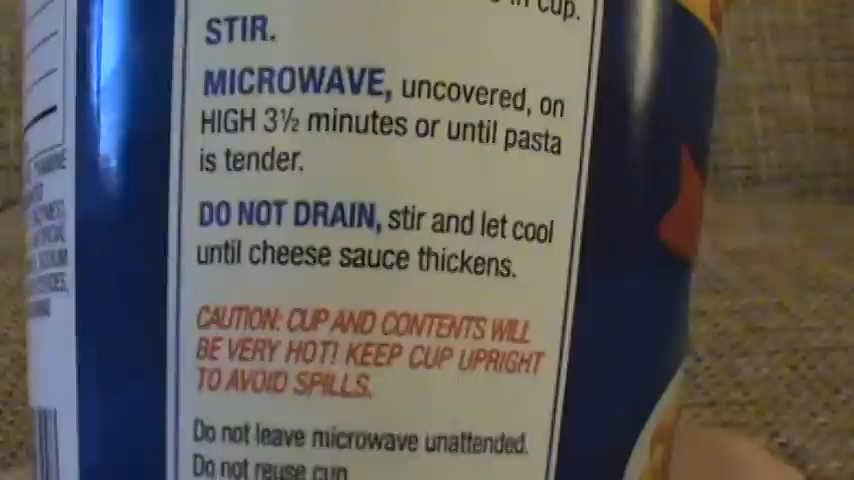 in cup.
STIR.
MICROWAVE, uncovered, on
HIGH 3½ minutes or until pasta
is tender.
DO NOT DRAIN, stir and let cool
until cheese sauce thickens.
CAUTION: CUP AND CONTENTS WILL
BE VERY HOT! KEEP CUP UPRIGHT
TO AVOID SPILLS.
Do not leave microwave unattended.
Do not reuse cup